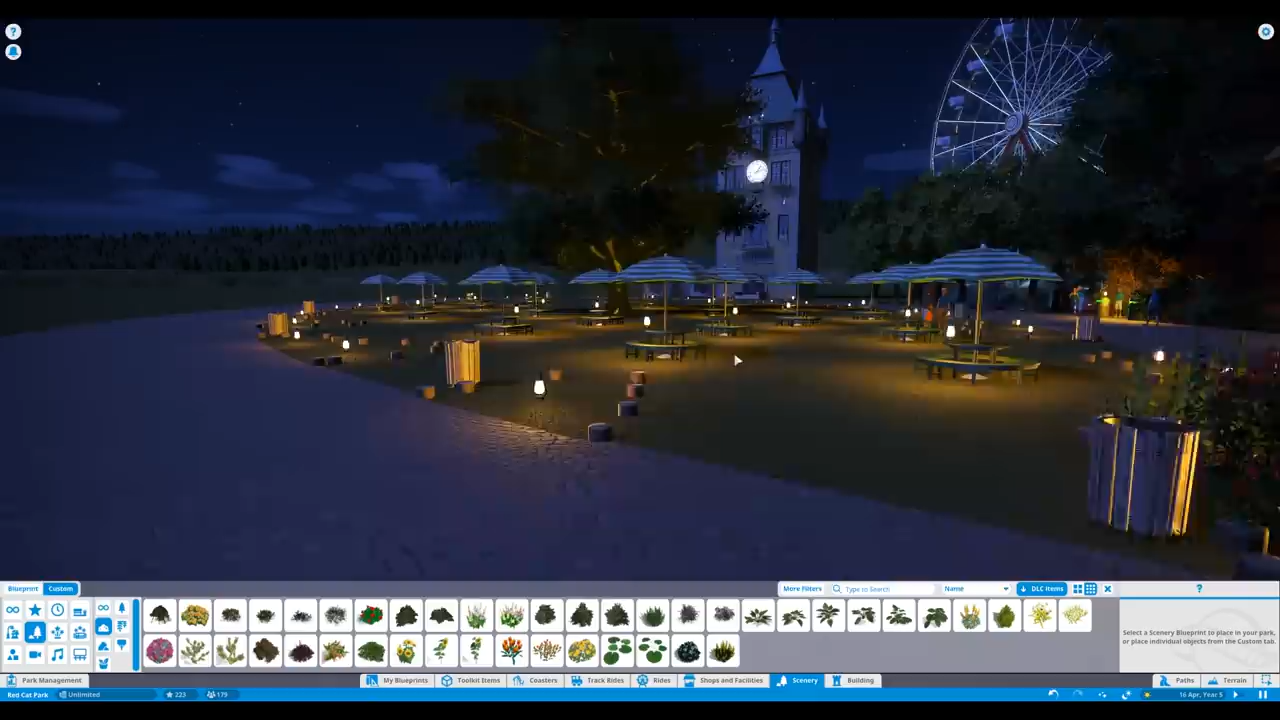 ?
Blueprint Custom More Filters Type to Search Name DLC Items ?
Select a Scenery Blueprint to place in your park,
or place individual objects from the Custom tab.
Park Management My Blueprints Toolkit Items Coasters Track Rides Rides Shops and Facilities Scenery Building Paths Terrain
Red Cat Park Unlimited 223 179 16 Apr, Year 5